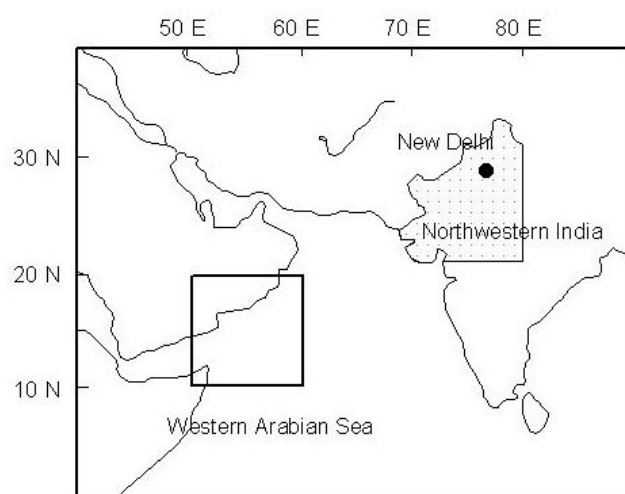 50 E 60 E 70 E 80 E
New Delhi
30 N
Northwestern India
20 N
10 N
Western Arabian Sea